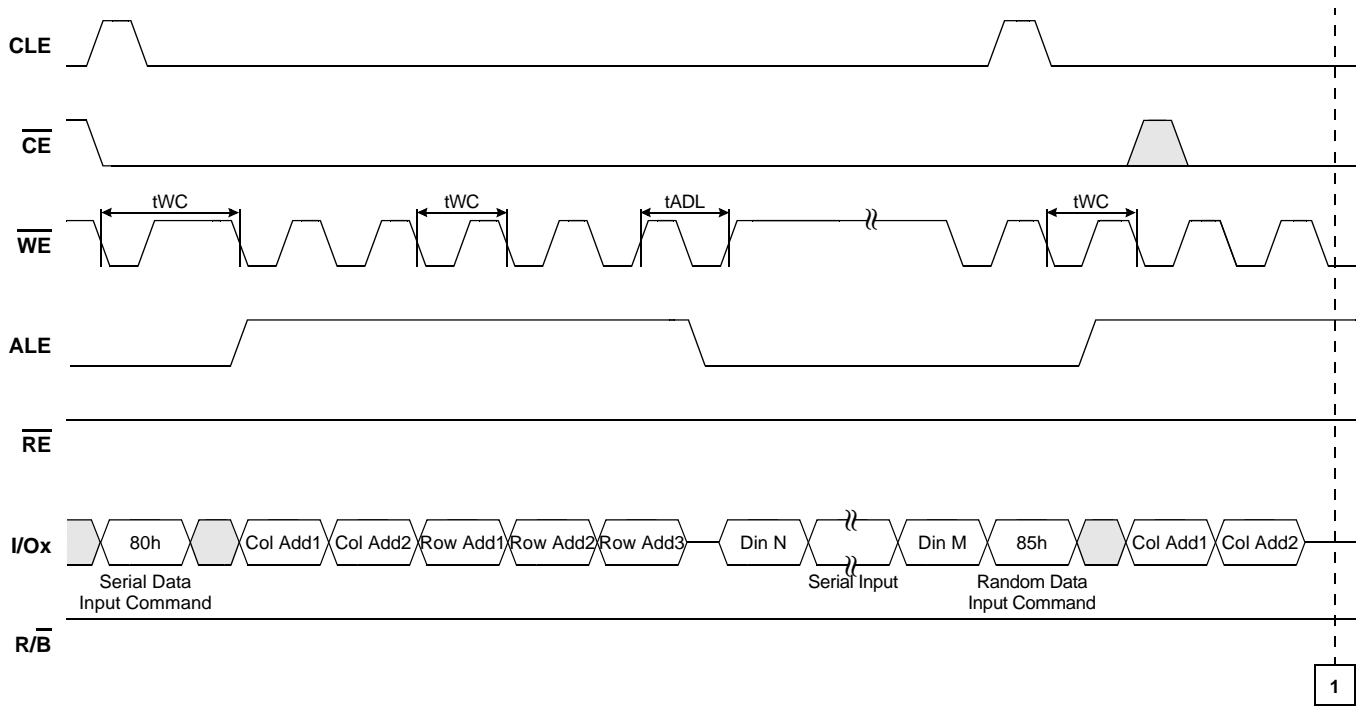 CLE
CE
tWC tWC tADL tWC
WE
ALE
RE
I/Ox 80h Col Add1 Col Add2 Row Add1 Row Add2 Row Add3 Din N Din M 85h Col Add1 Col Add2
Serial Data
Input Command
Serial Input
Random Data
Input Command
R/B
1